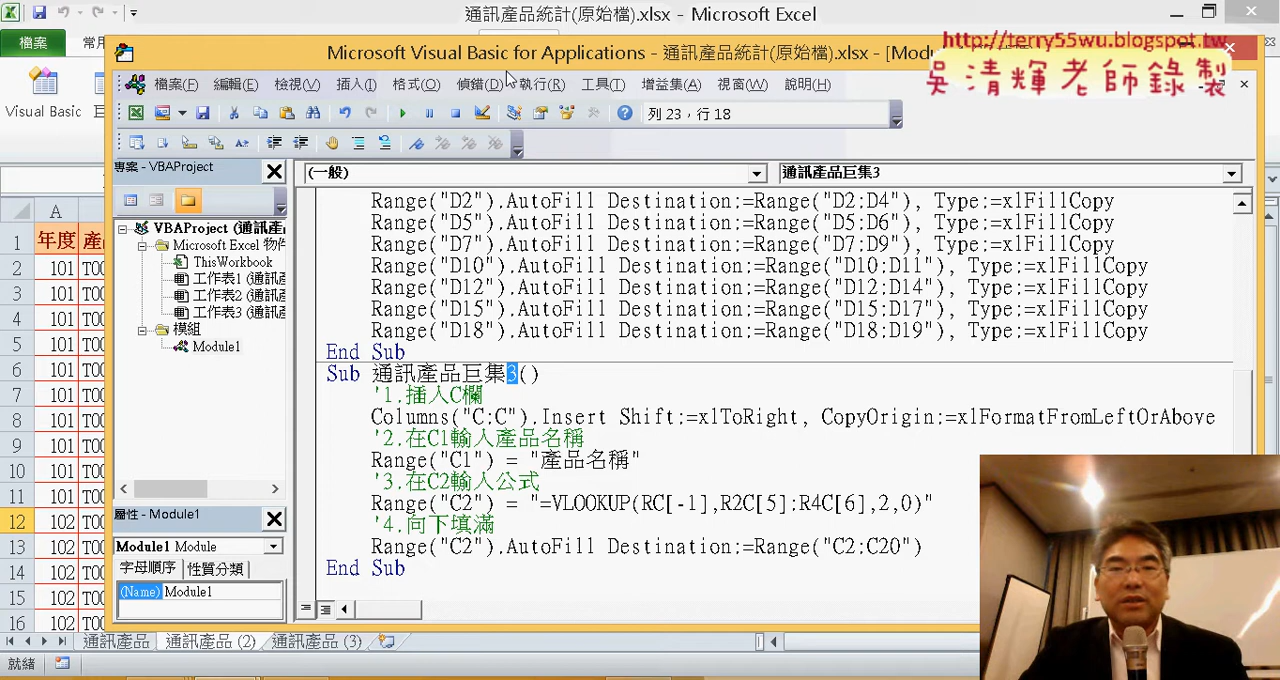 通訊產品統計(原始檔).xlsx - Microsoft Excel
檔案
常用
Visual Basic
Microsoft Visual Basic for Applications - 通訊產品統計(原始檔).xlsx - [Modu
http://terry55wu.blogspot.tw
吳清輝老師錄製
檔案(F) 編輯(E) 檢視(V) 插入(I) 格式(O) 偵錯(D) 執行(R) 工具(T) 增益集(A) 視窗(W) 說明(H)
列 23，行 18
專案 - VBAProject
(一般)
通訊產品巨集3
VBAProject (通訊產
Microsoft Excel 物件
ThisWorkbook
工作表1 (通訊產
工作表2 (通訊產
工作表3 (通訊產
模組
Module1
屬性 - Module1
Module1 Module
字母順序 性質分類
(Name) Module1
Range("D2").AutoFill Destination:=Range("D2:D4"), Type:=xlFillCopy
Range("D5").AutoFill Destination:=Range("D5:D6"), Type:=xlFillCopy
Range("D7").AutoFill Destination:=Range("D7:D9"), Type:=xlFillCopy
Range("D10").AutoFill Destination:=Range("D10:D11"), Type:=xlFillCopy
Range("D12").AutoFill Destination:=Range("D12:D14"), Type:=xlFillCopy
Range("D15").AutoFill Destination:=Range("D15:D17"), Type:=xlFillCopy
Range("D18").AutoFill Destination:=Range("D18:D19"), Type:=xlFillCopy
End Sub
Sub 通訊產品巨集3()
'1.插入C欄
Columns("C:C").Insert Shift:=xlToRight, CopyOrigin:=xlFormatFromLeftOrAbove
'2.在C1輸入產品名稱
Range("C1") = "產品名稱"
'3.在C2輸入公式
Range("C2") = "=VLOOKUP(RC[-1],R2C[5]:R4C[6],2,0)"
'4.向下填滿
Range("C2").AutoFill Destination:=Range("C2:C20")
End Sub
A
1 年度 產
2 101 T00
3 101 T00
4 101 T00
5 101 T00
6 101 T00
7 101 T00
8 101 T00
9 101 T00
10 101 T00
11 101 T00
12 102 T00
13 102 T00
14 102 T00
15 102 T00
16 102 T00
通訊產品 通訊產品 (2) 通訊產品 (3)
就緒